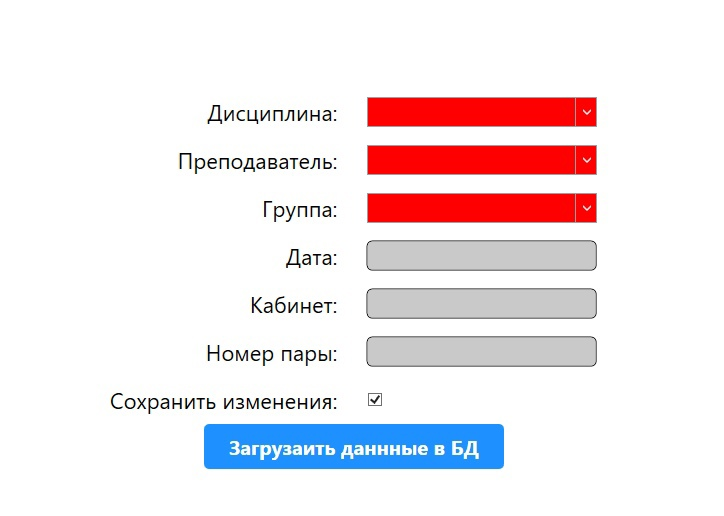 Дисциплина:
Преподаватель:
Группа:
Дата:
Кабинет:
Номер пары:
Сохранить изменения:
Загрузаить даннные в БД